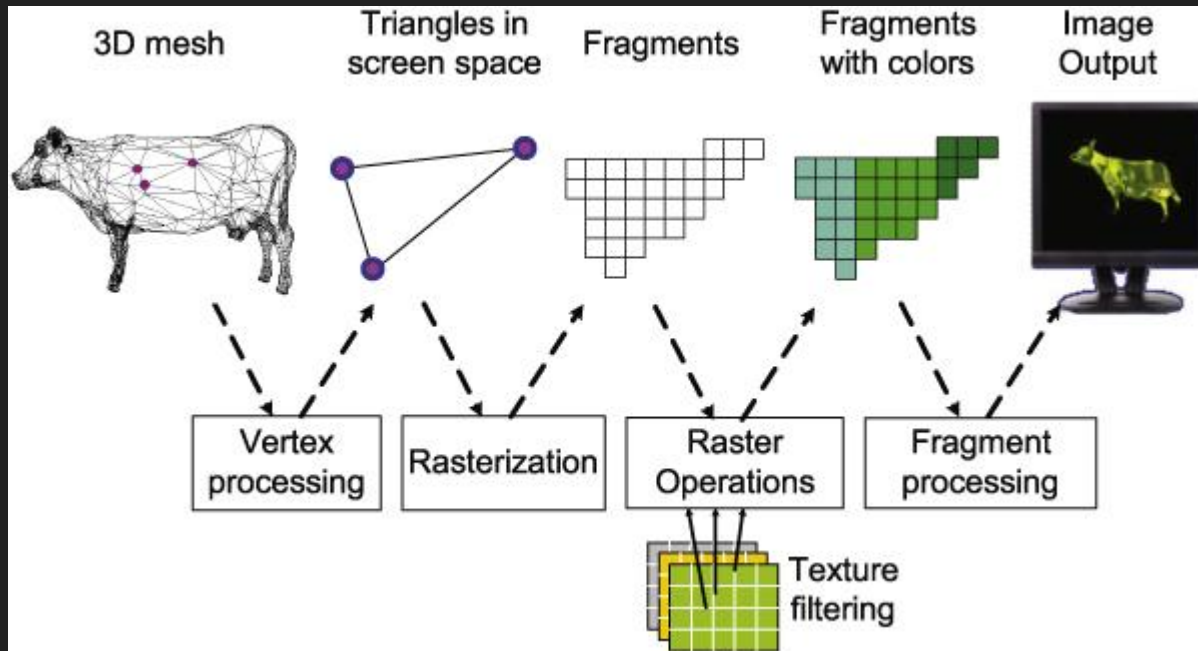 3D mesh
Triangles in
screen space
Fragments
Fragments
with colors
Image
Output
Vertex
processing
Rasterization
Raster
Operations
Fragment
processing
Texture
filtering